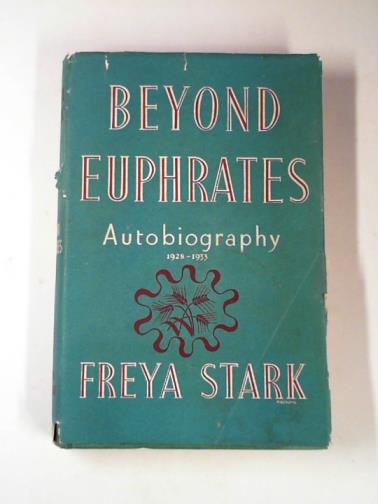 BEYOND
EUPHRATES
Autobiography
1928-1933
FREYA STARK